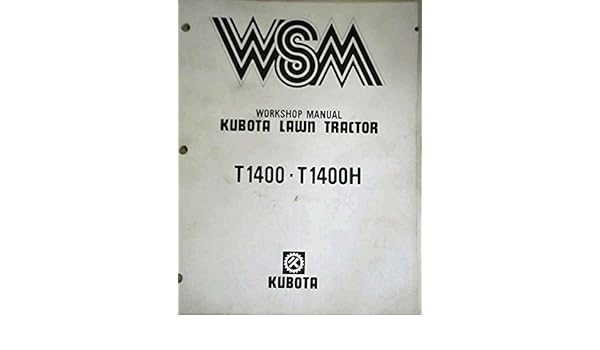 WSM
WORKSHOP MANUAL
KUBOTA LAWN TRACTOR
T1400 · T1400H
KUBOTA